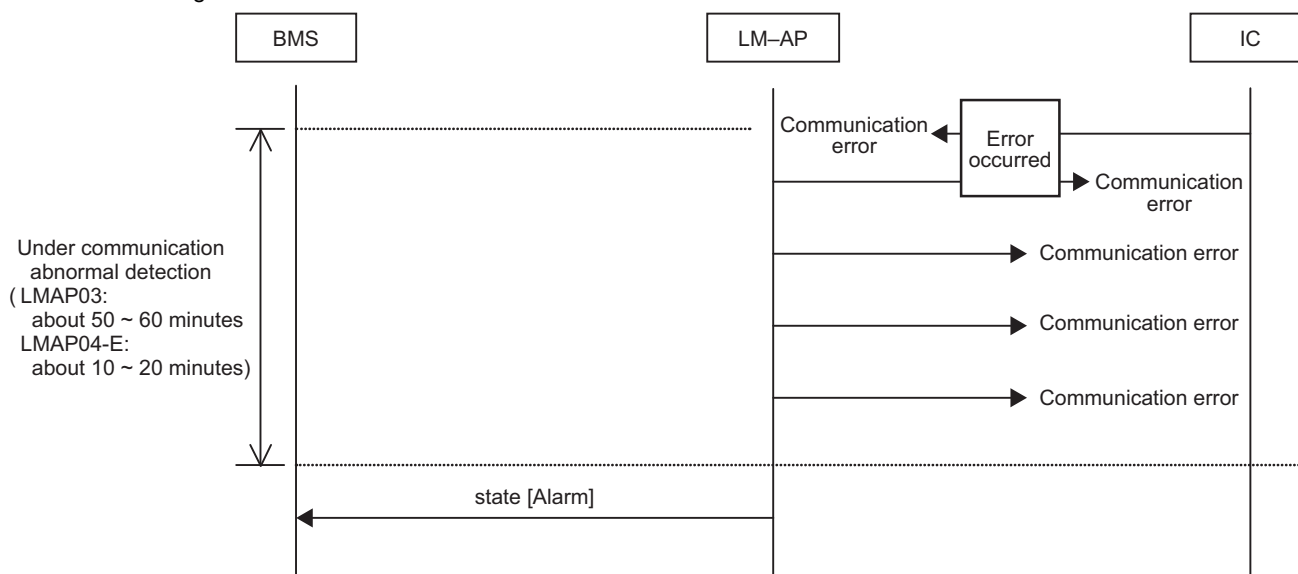 BMS
LM–AP
IC
Communication
error
Error
occurred
Communication
error
Under communication
abnormal detection
( LMAP03:
about 50 ~ 60 minutes
LMAP04-E:
about 10 ~ 20 minutes)
Communication error
Communication error
Communication error
state [Alarm]